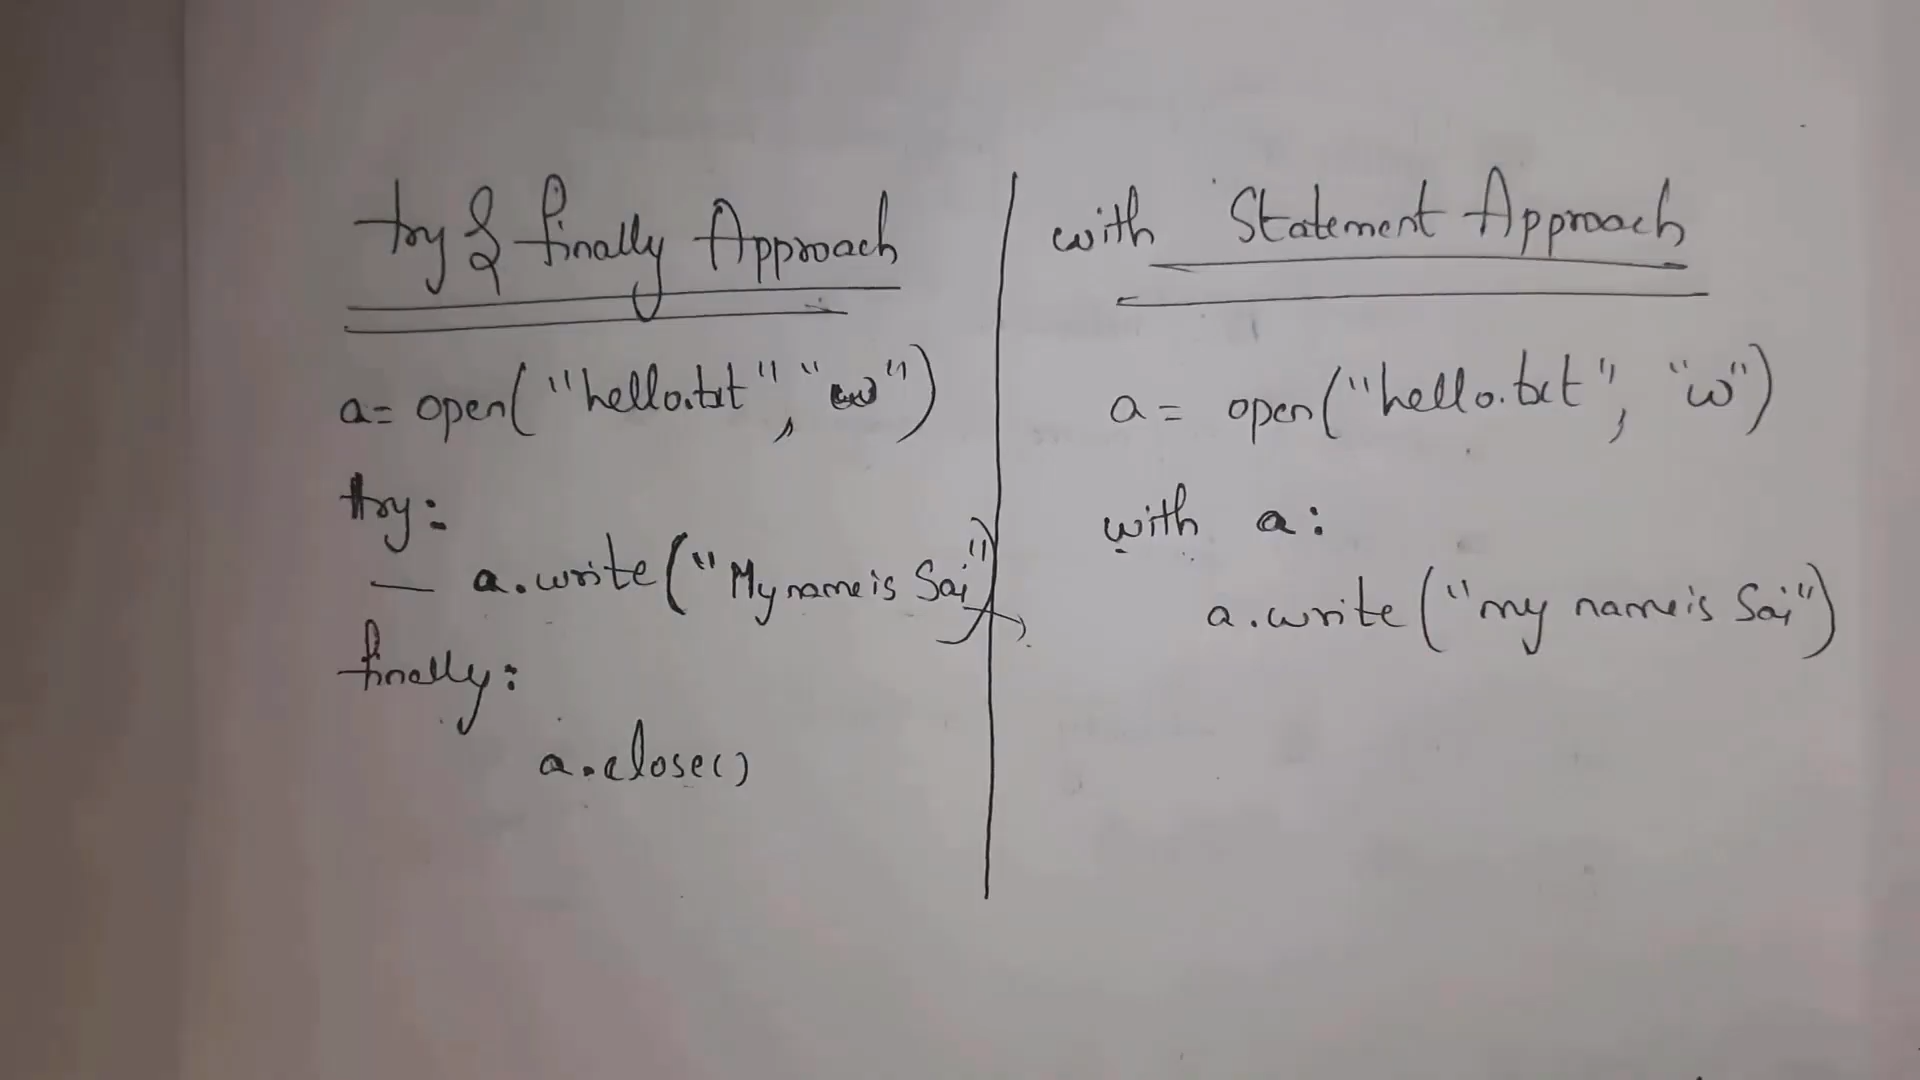 try & finally Approach
a= open("hello.txt", "w")
try:
a.write("My name is Sai")
finally:
a.close()
with Statement Approach
a= open("hello.txt", "w")
with a:
a.write("my name is Sai")